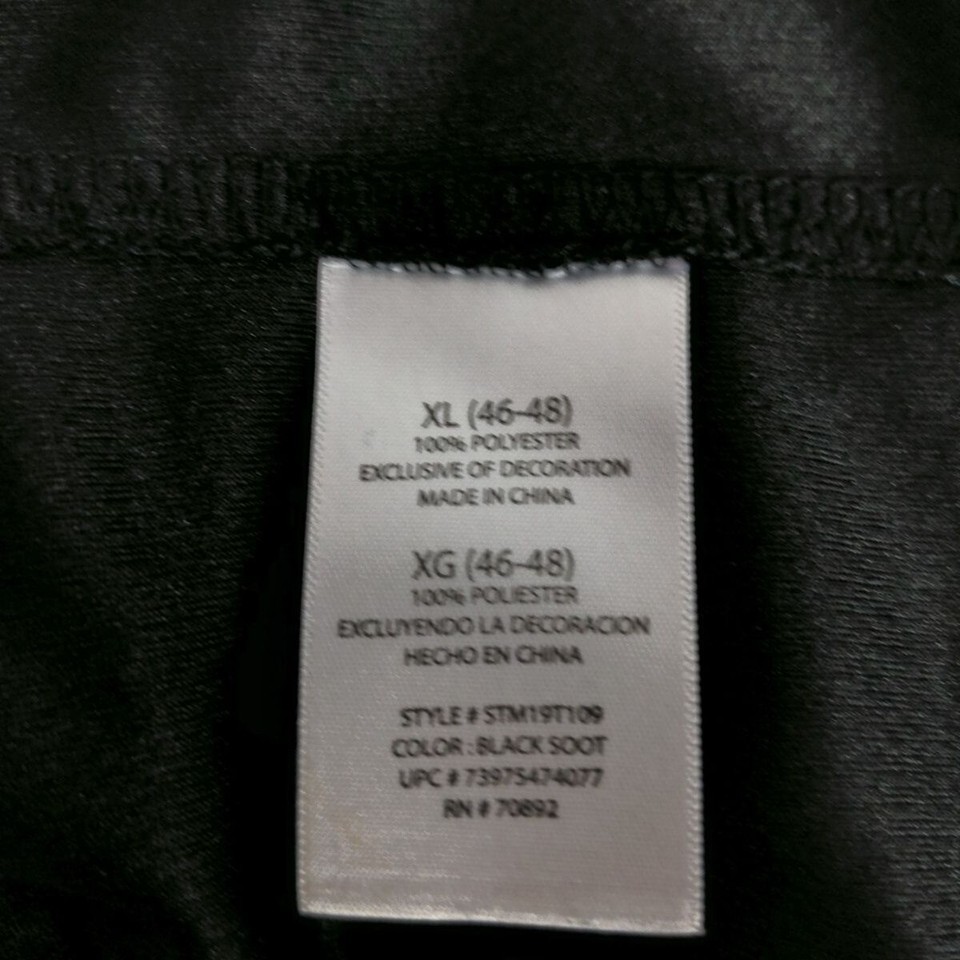 XL (46-48)
100% POLYESTER
EXCLUSIVE OF DECORATION
MADE IN CHINA
XG (46-48)
100% POLIESTER
EXCLUYENDO LA DECORACION
HECHO EN CHINA
STYLE # STM19T109
COLOR : BLACK SOOT
UPC # 73975474077
RN # 70892